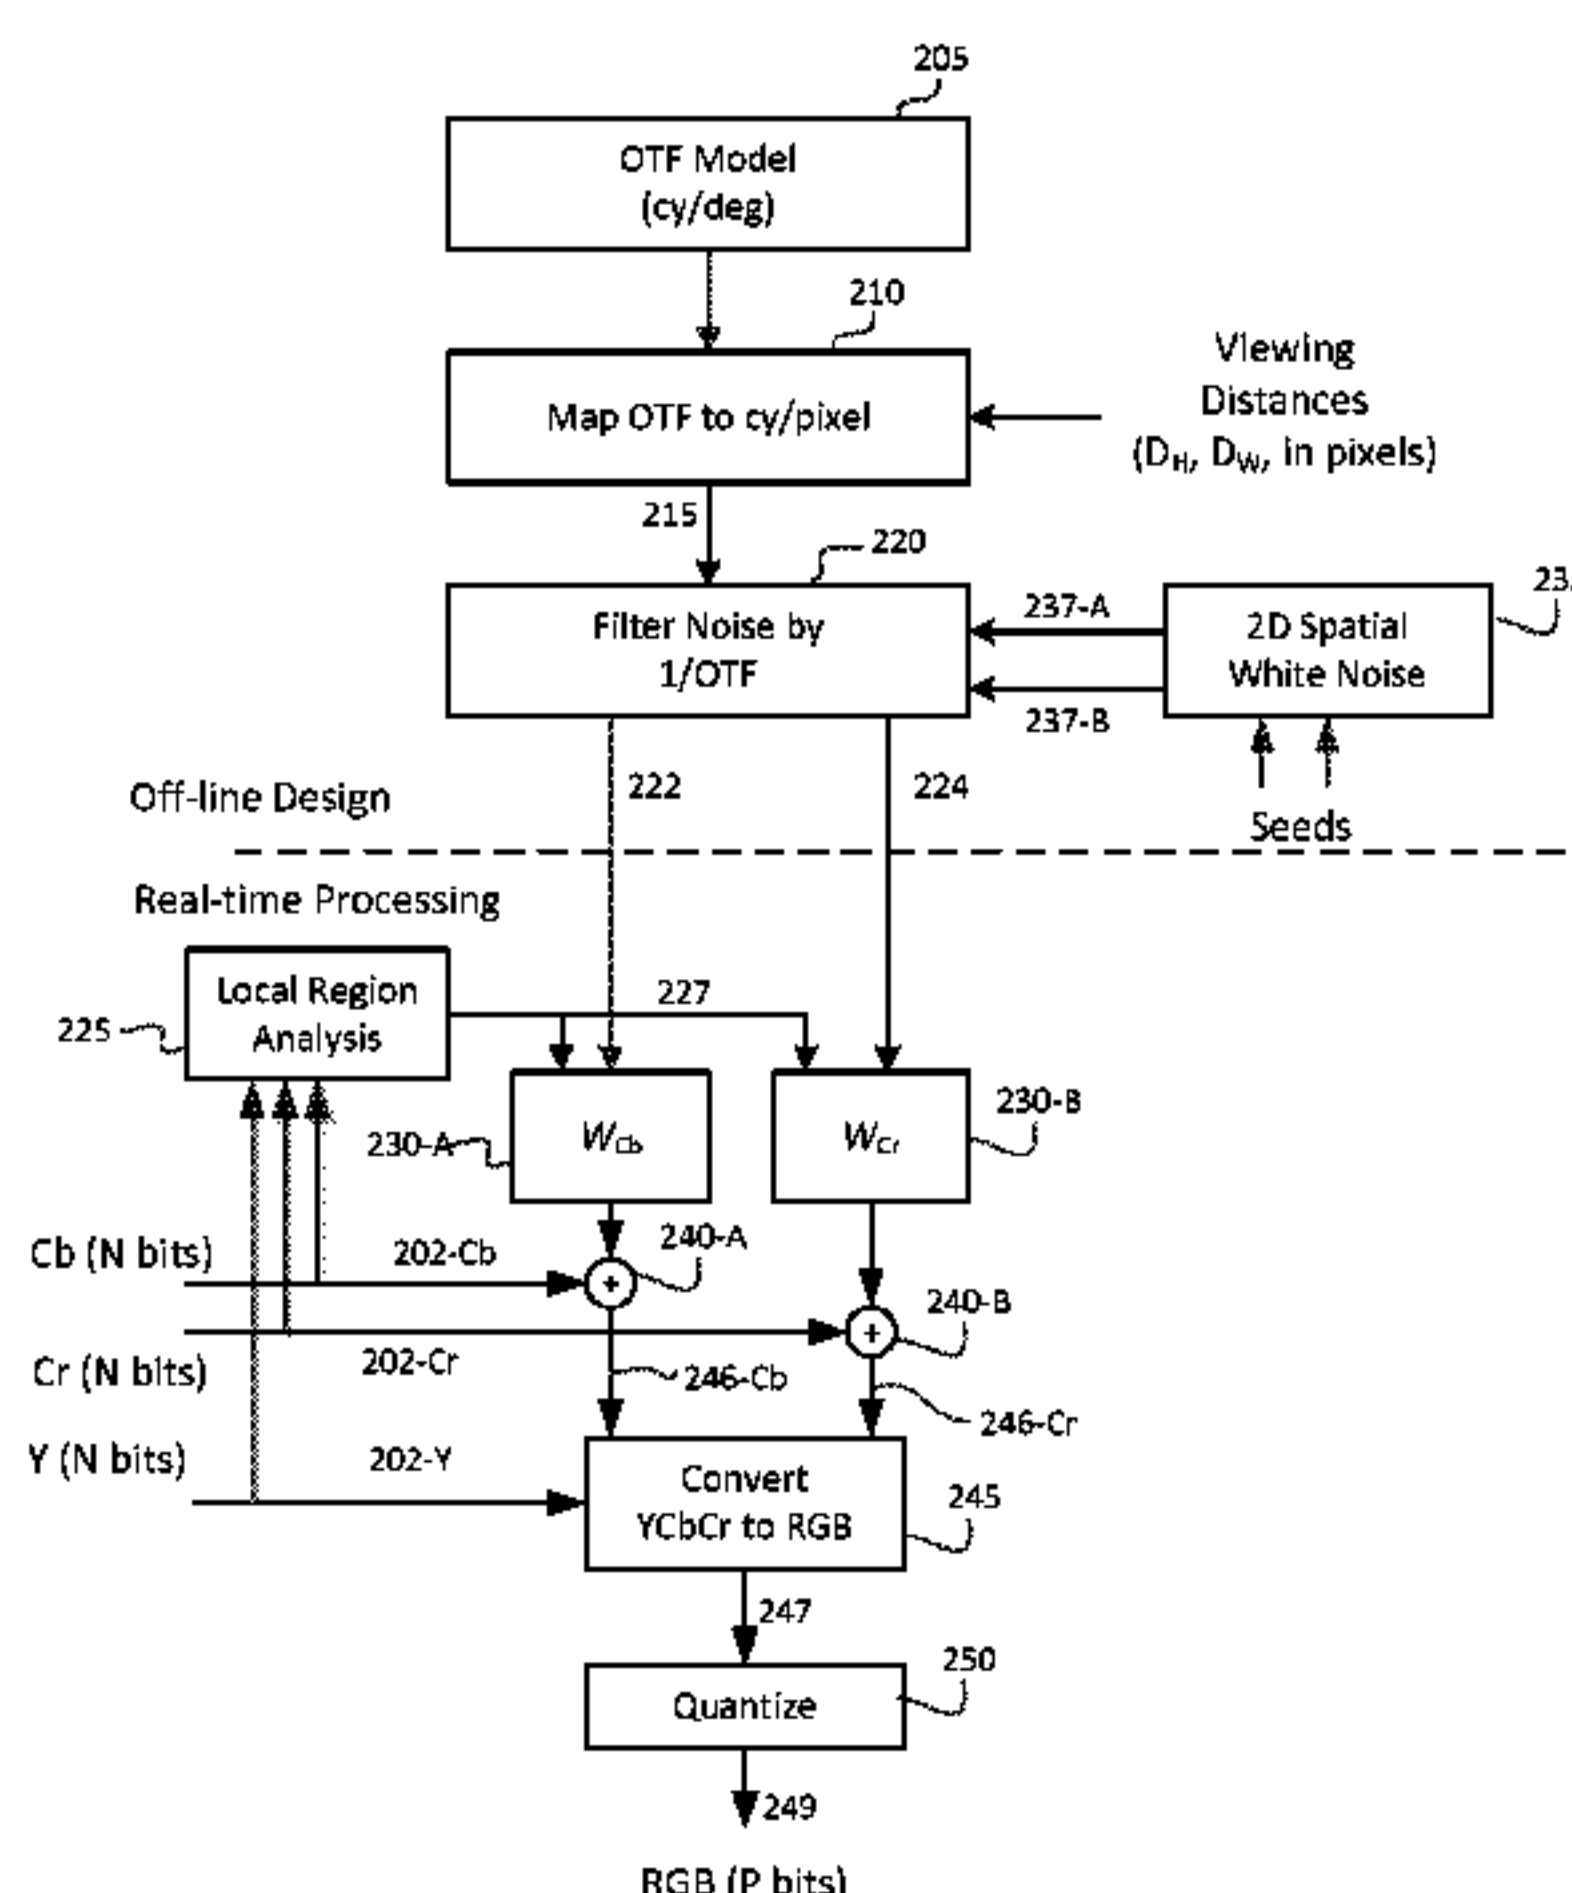 205
OTF Model
(cy/deg)
210
Map OTF to cy/pixel
Viewing
Distances
(DH, DW, in pixels)
215
220
Filter Noise by
1/OTF
237-A
237-B
2D Spatial
White Noise
222
224
Seeds
Off-line Design
Real-time Processing
Local Region
Analysis
225
227
230-A
WCb
WCr
230-B
Cb (N bits)
202-Cb
240-A
240-B
Cr (N bits)
202-Cr
246-Cb
246-Cr
Y (N bits)
202-Y
Convert
YCbCr to RGB
245
247
Quantize
250
249
RGB (P bits)